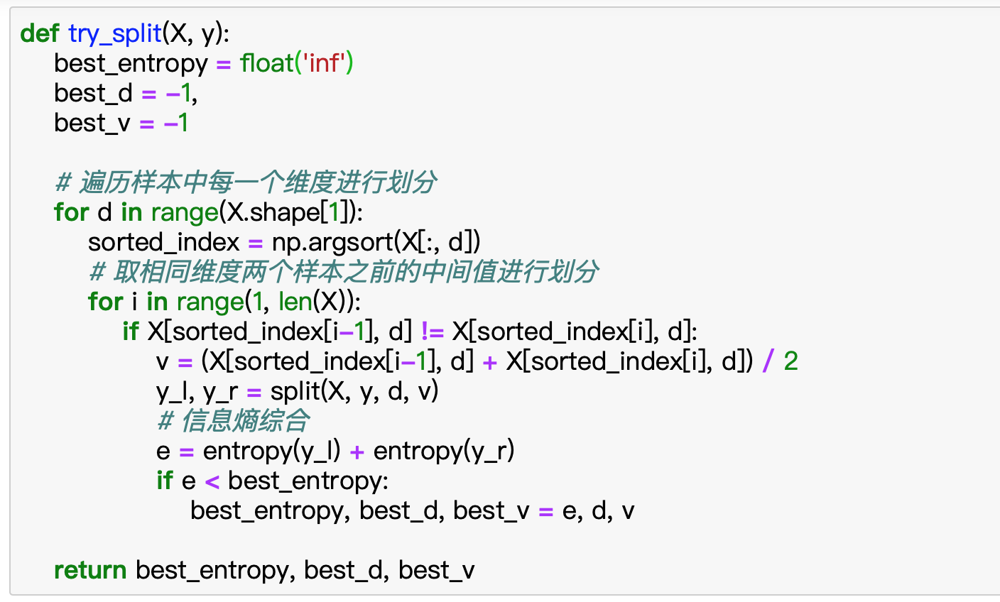 def try_split(X, y):
    best_entropy = float('inf')
    best_d = -1,
    best_v = -1
    # 遍历样本中每一个维度进行划分
    for d in range(X.shape[1]):
        sorted_index = np.argsort(X[:, d])
        # 取相同维度两个样本之前的中间值进行划分
        for i in range(1, len(X)):
            if X[sorted_index[i-1], d] != X[sorted_index[i], d]:
                v = (X[sorted_index[i-1], d] + X[sorted_index[i], d]) / 2
                y_l, y_r = split(X, y, d, v)
                # 信息熵综合
                e = entropy(y_l) + entropy(y_r)
                if e < best_entropy:
                    best_entropy, best_d, best_v = e, d, v
    return best_entropy, best_d, best_v